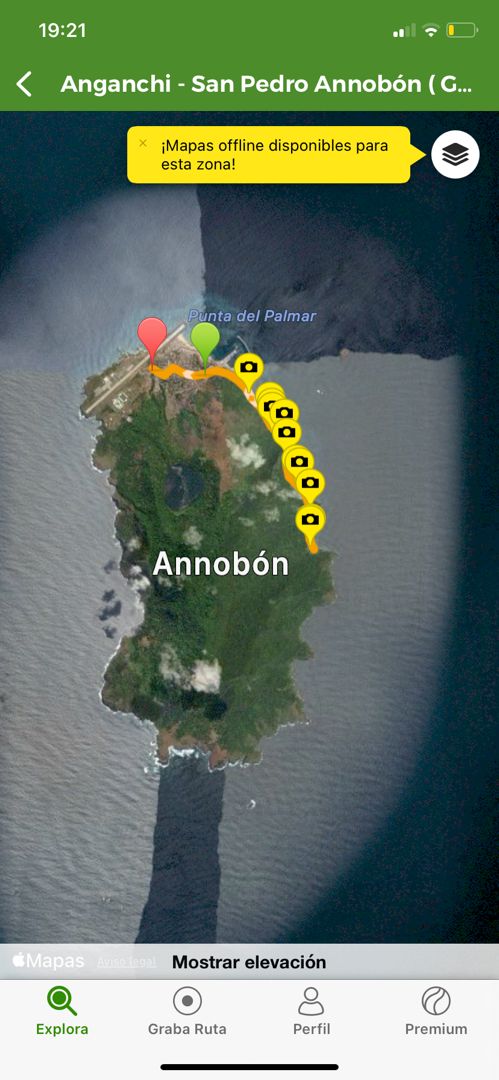 19:21
Anganchi - San Pedro Annobón ( G...
¡Mapas offline disponibles para
esta zona!
Punta del Palmar
Annobón
Mapas
Aviso legal
Mostrar elevación
Explora
Graba Ruta
Perfil
Premium